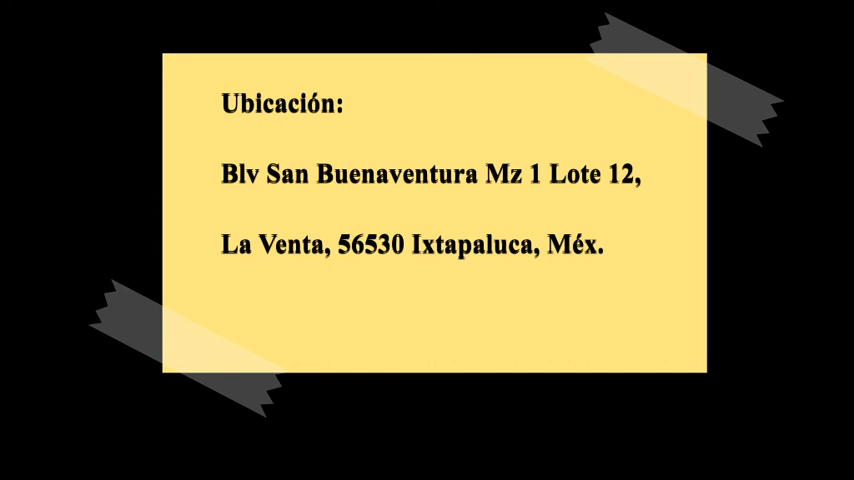 Ubicación:
Blv San Buenaventura Mz 1 Lote 12,
La Venta, 56530 Ixtapaluca, Méx.